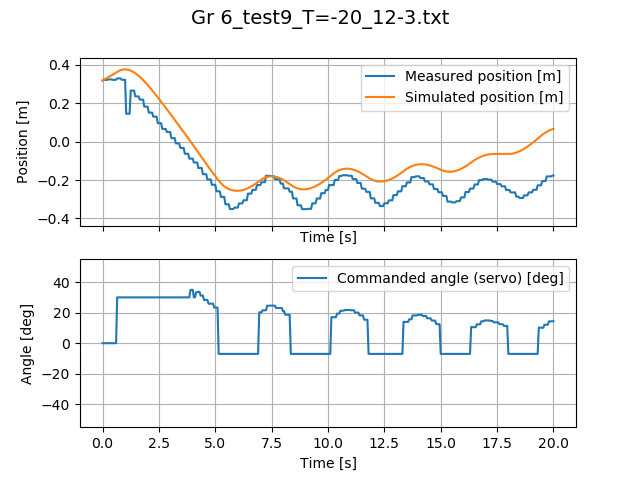 Gr 6_test9_T=-20_12-3.txt
0.4
0.2
0.0
−0.2
−0.4
Position [m]
Measured position [m]
Simulated position [m]
Time [s]
40
20
0
−20
−40
Angle [deg]
Commanded angle (servo) [deg]
0.0 2.5 5.0 7.5 10.0 12.5 15.0 17.5 20.0
Time [s]